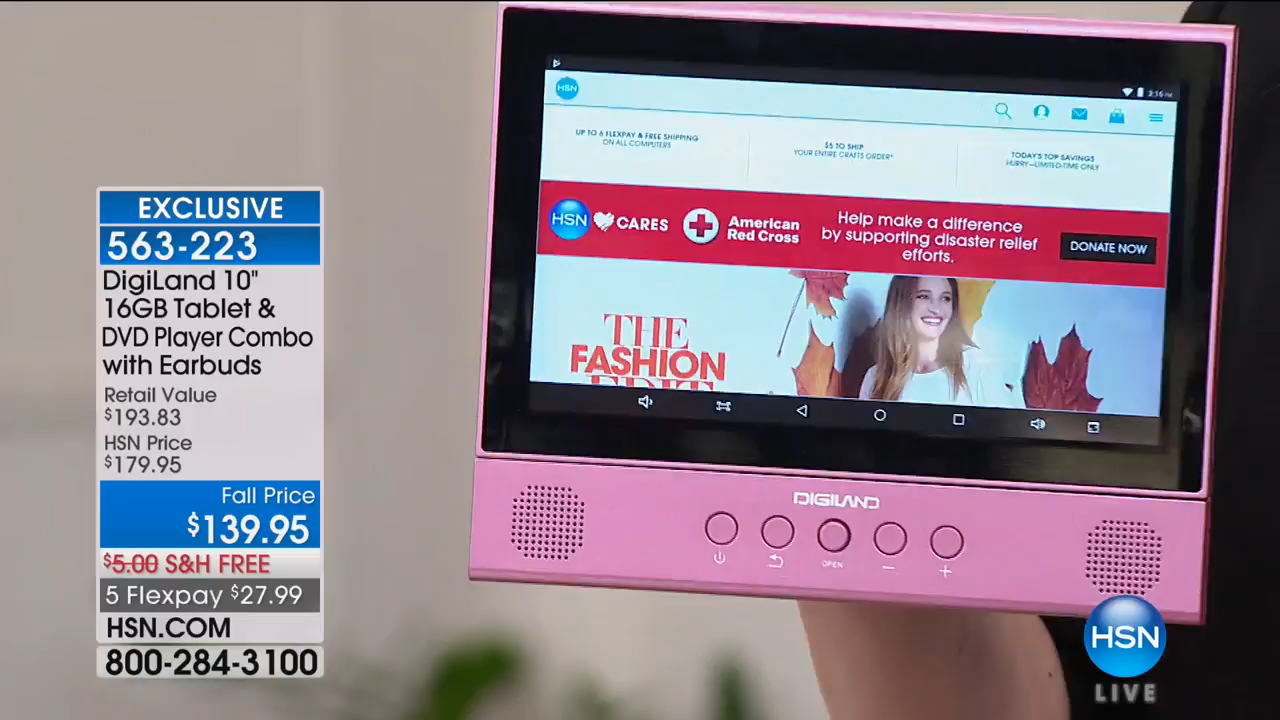 EXCLUSIVE
563-223
DigiLand 10"
16GB Tablet &
DVD Player Combo
with Earbuds
Retail Value
$193.83
HSN Price
$179.95
Fall Price
$139.95
$5.00 S&H FREE
5 Flexpay $27.99
HSN.COM
800-284-3100
HSN
3:16 PM
UP TO 6 FLEXPAY & FREE SHIPPING
ON ALL COMPUTERS
$5 TO SHIP
YOUR ENTIRE CRAFTS ORDER*
TODAY'S TOP SAVINGS
HURRY—LIMITED-TIME ONLY
HSN CARES
American
Red Cross
Help make a difference
by supporting disaster relief
efforts.
DONATE NOW
THE
FASHION
EDIT
DIGILAND
OPEN
HSN
LIVE